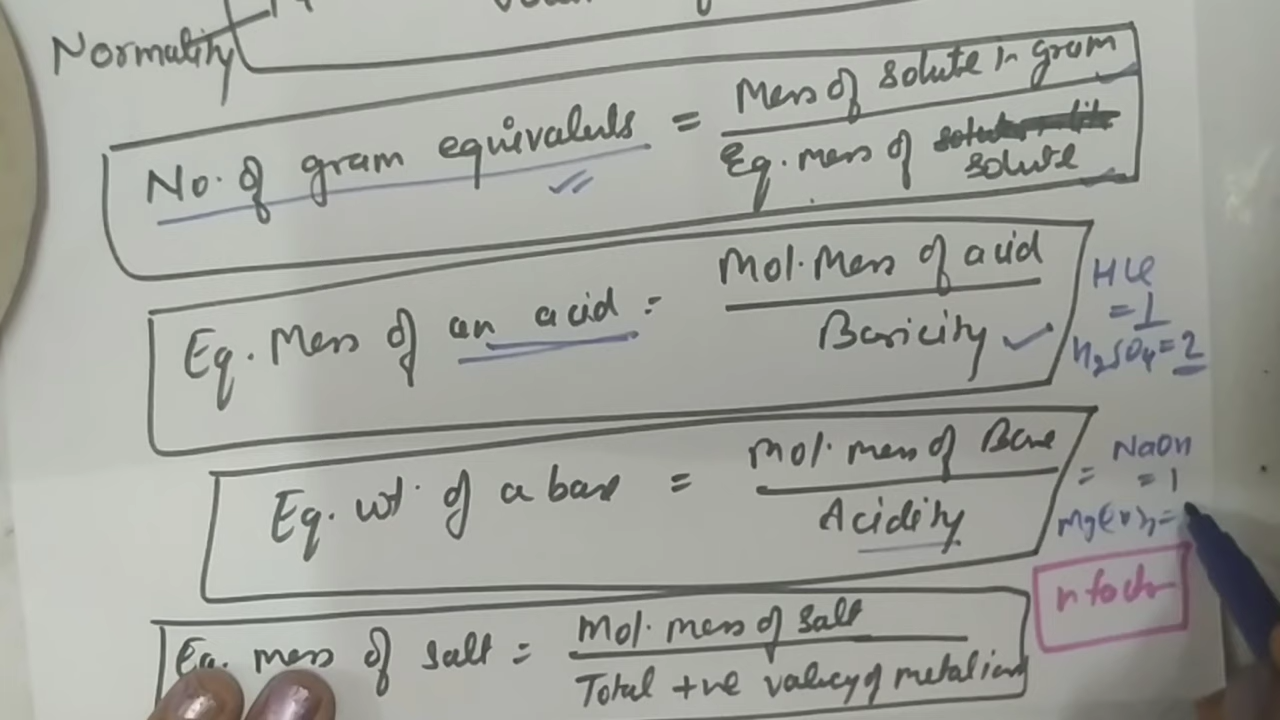 Normality
No. of gram equivalents = Mass of solute in gram
Eq. mass of solute
Eq. Mass of an acid = Mol. Mass of acid
Basicity
HCl
= 1
H2SO4 = 2
Eq. wt. of a base = Mol. mass of Base
Acidity
= NaOH
= 1
Mg(OH)2 =
n factor
Eq. mass of salt = Mol. mass of salt
Total +ve valency of metal ion